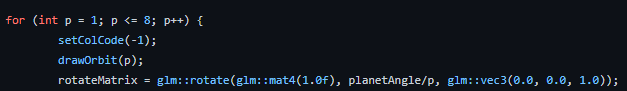 for (int p = 1; p <= 8; p++) {
setColCode(-1);
drawOrbit(p);
rotateMatrix = glm::rotate(glm::mat4(1.0f), planetAngle/p, glm::vec3(0.0, 0.0, 1.0));